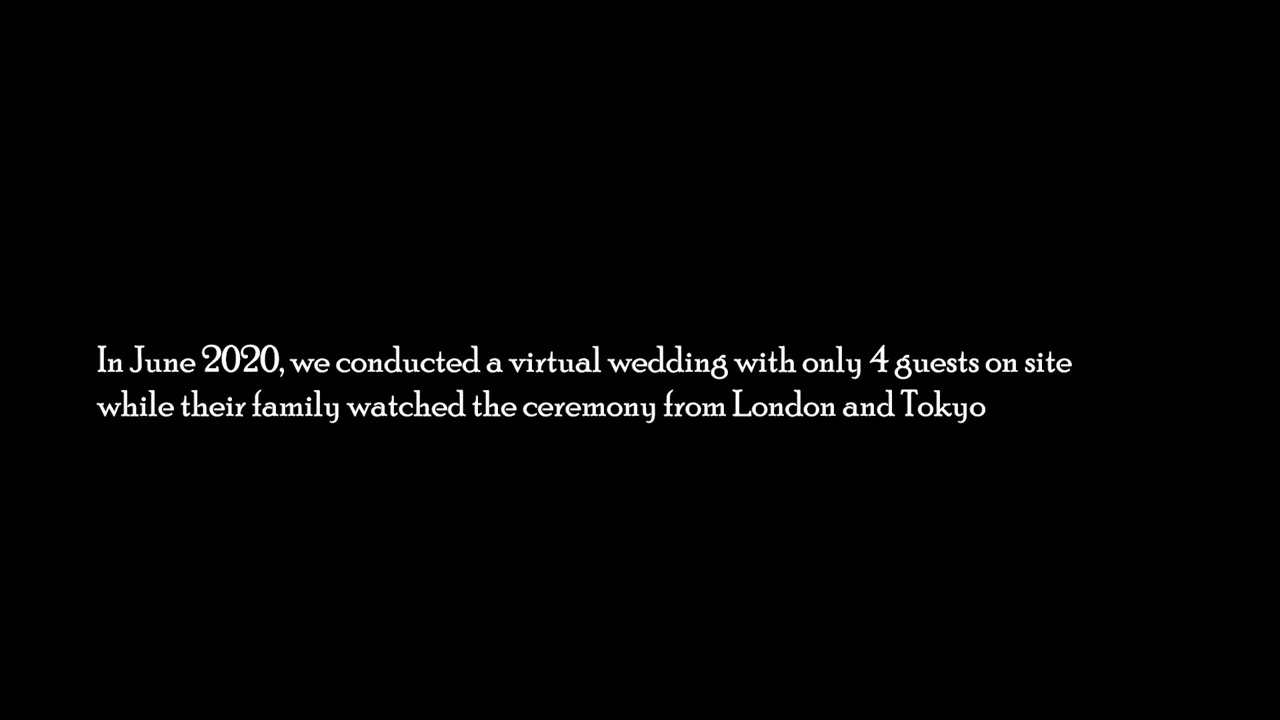 In June 2020, we conducted a virtual wedding with only 4 guests on site
while their family watched the ceremony from London and Tokyo